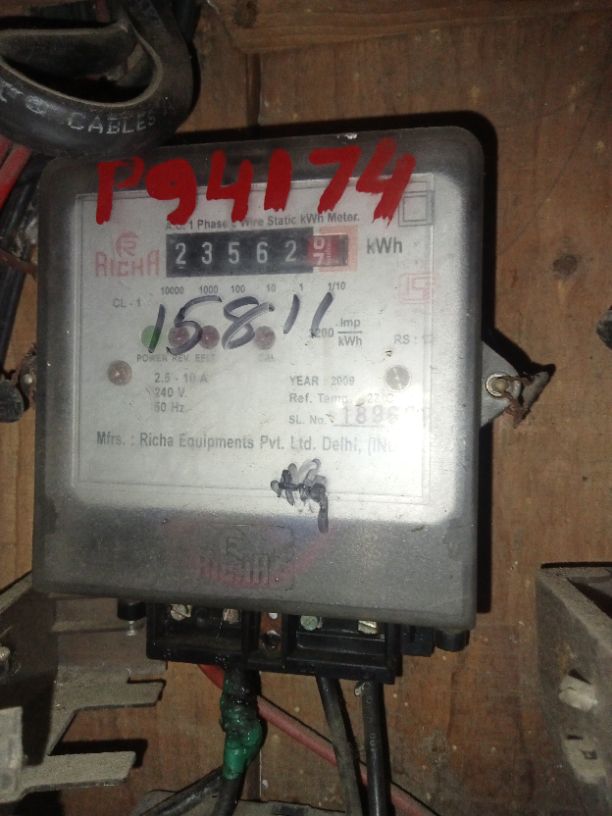 CABLES
P94174
A.C. 1 Phase 2 Wire Static kWh Meter.
RICHA
23562 kWh
10000 1000 100 10 1 1/10
CL - 1
15811
3200 Imp/kWh
POWER REV. EFLT CAL
RS :
2.5 - 10 A
240 V.
50 Hz.
YEAR : 2009
Ref. Temp.
SL. No.
Mfrs. : Richa Equipments Pvt. Ltd. Delhi,
RICHA